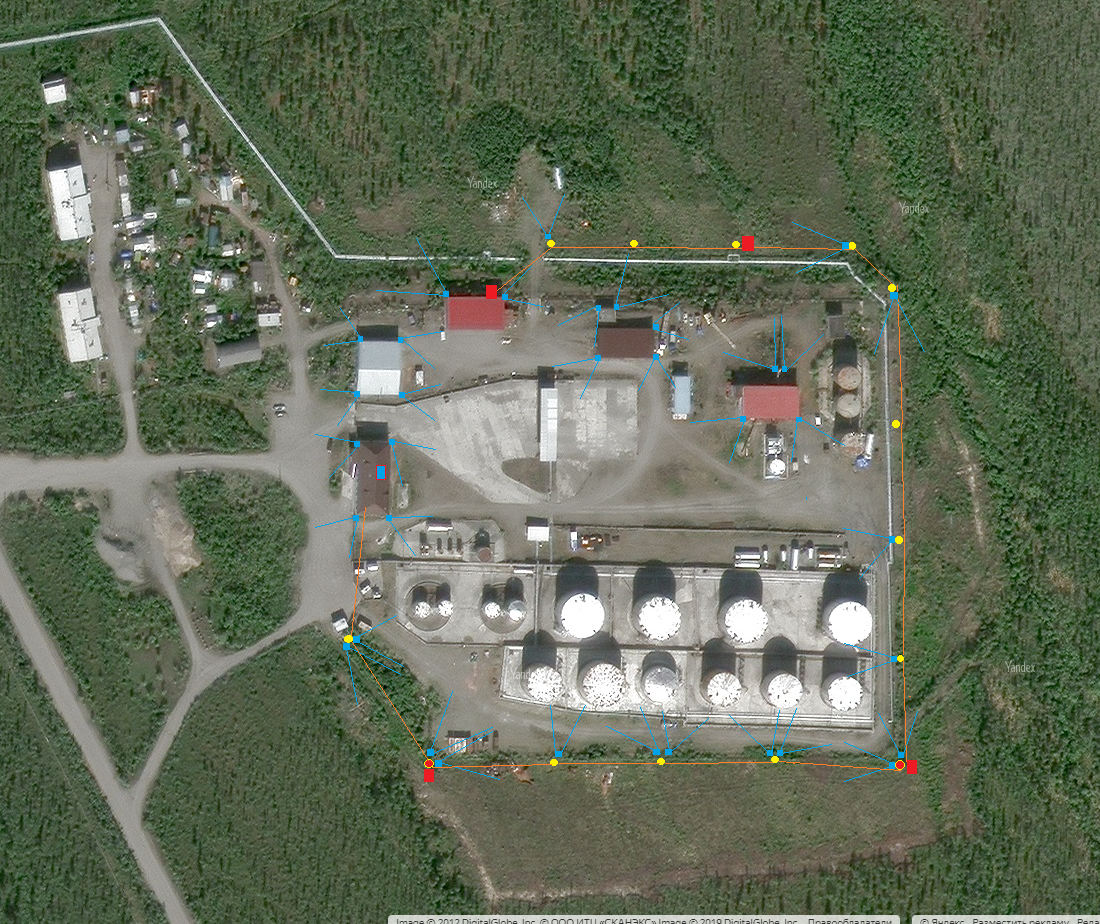 Yandex
Yandex
Yandex
Yandex
Image © 2012 DigitalGlobe, Inc. © ООО ИТЦ «СКАНЭКС» Image © 2019 DigitalGlobe, Inc. Правообладатели
© Яндекс Разместить рекламу